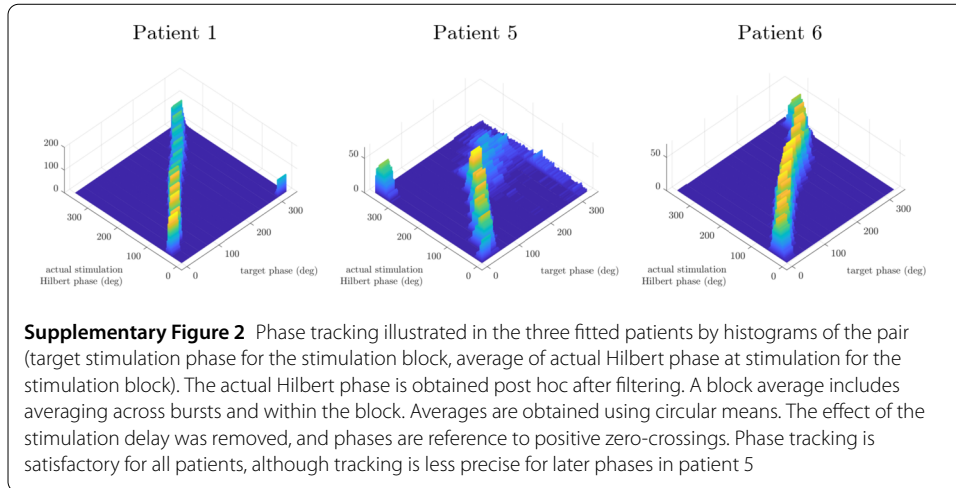 Patient 1
Patient 5
Patient 6
200
100
0
300
200
100
0
actual stimulation
Hilbert phase (deg)
0
100
200
300
target phase (deg)
50
0
300
200
100
0
actual stimulation
Hilbert phase (deg)
0
100
200
300
target phase (deg)
50
0
300
200
100
0
actual stimulation
Hilbert phase (deg)
0
100
200
300
target phase (deg)
Supplementary Figure 2 Phase tracking illustrated in the three fitted patients by histograms of the pair
(target stimulation phase for the stimulation block, average of actual Hilbert phase at stimulation for the
stimulation block). The actual Hilbert phase is obtained post hoc after filtering. A block average includes
averaging across bursts and within the block. Averages are obtained using circular means. The effect of the
stimulation delay was removed, and phases are reference to positive zero-crossings. Phase tracking is
satisfactory for all patients, although tracking is less precise for later phases in patient 5